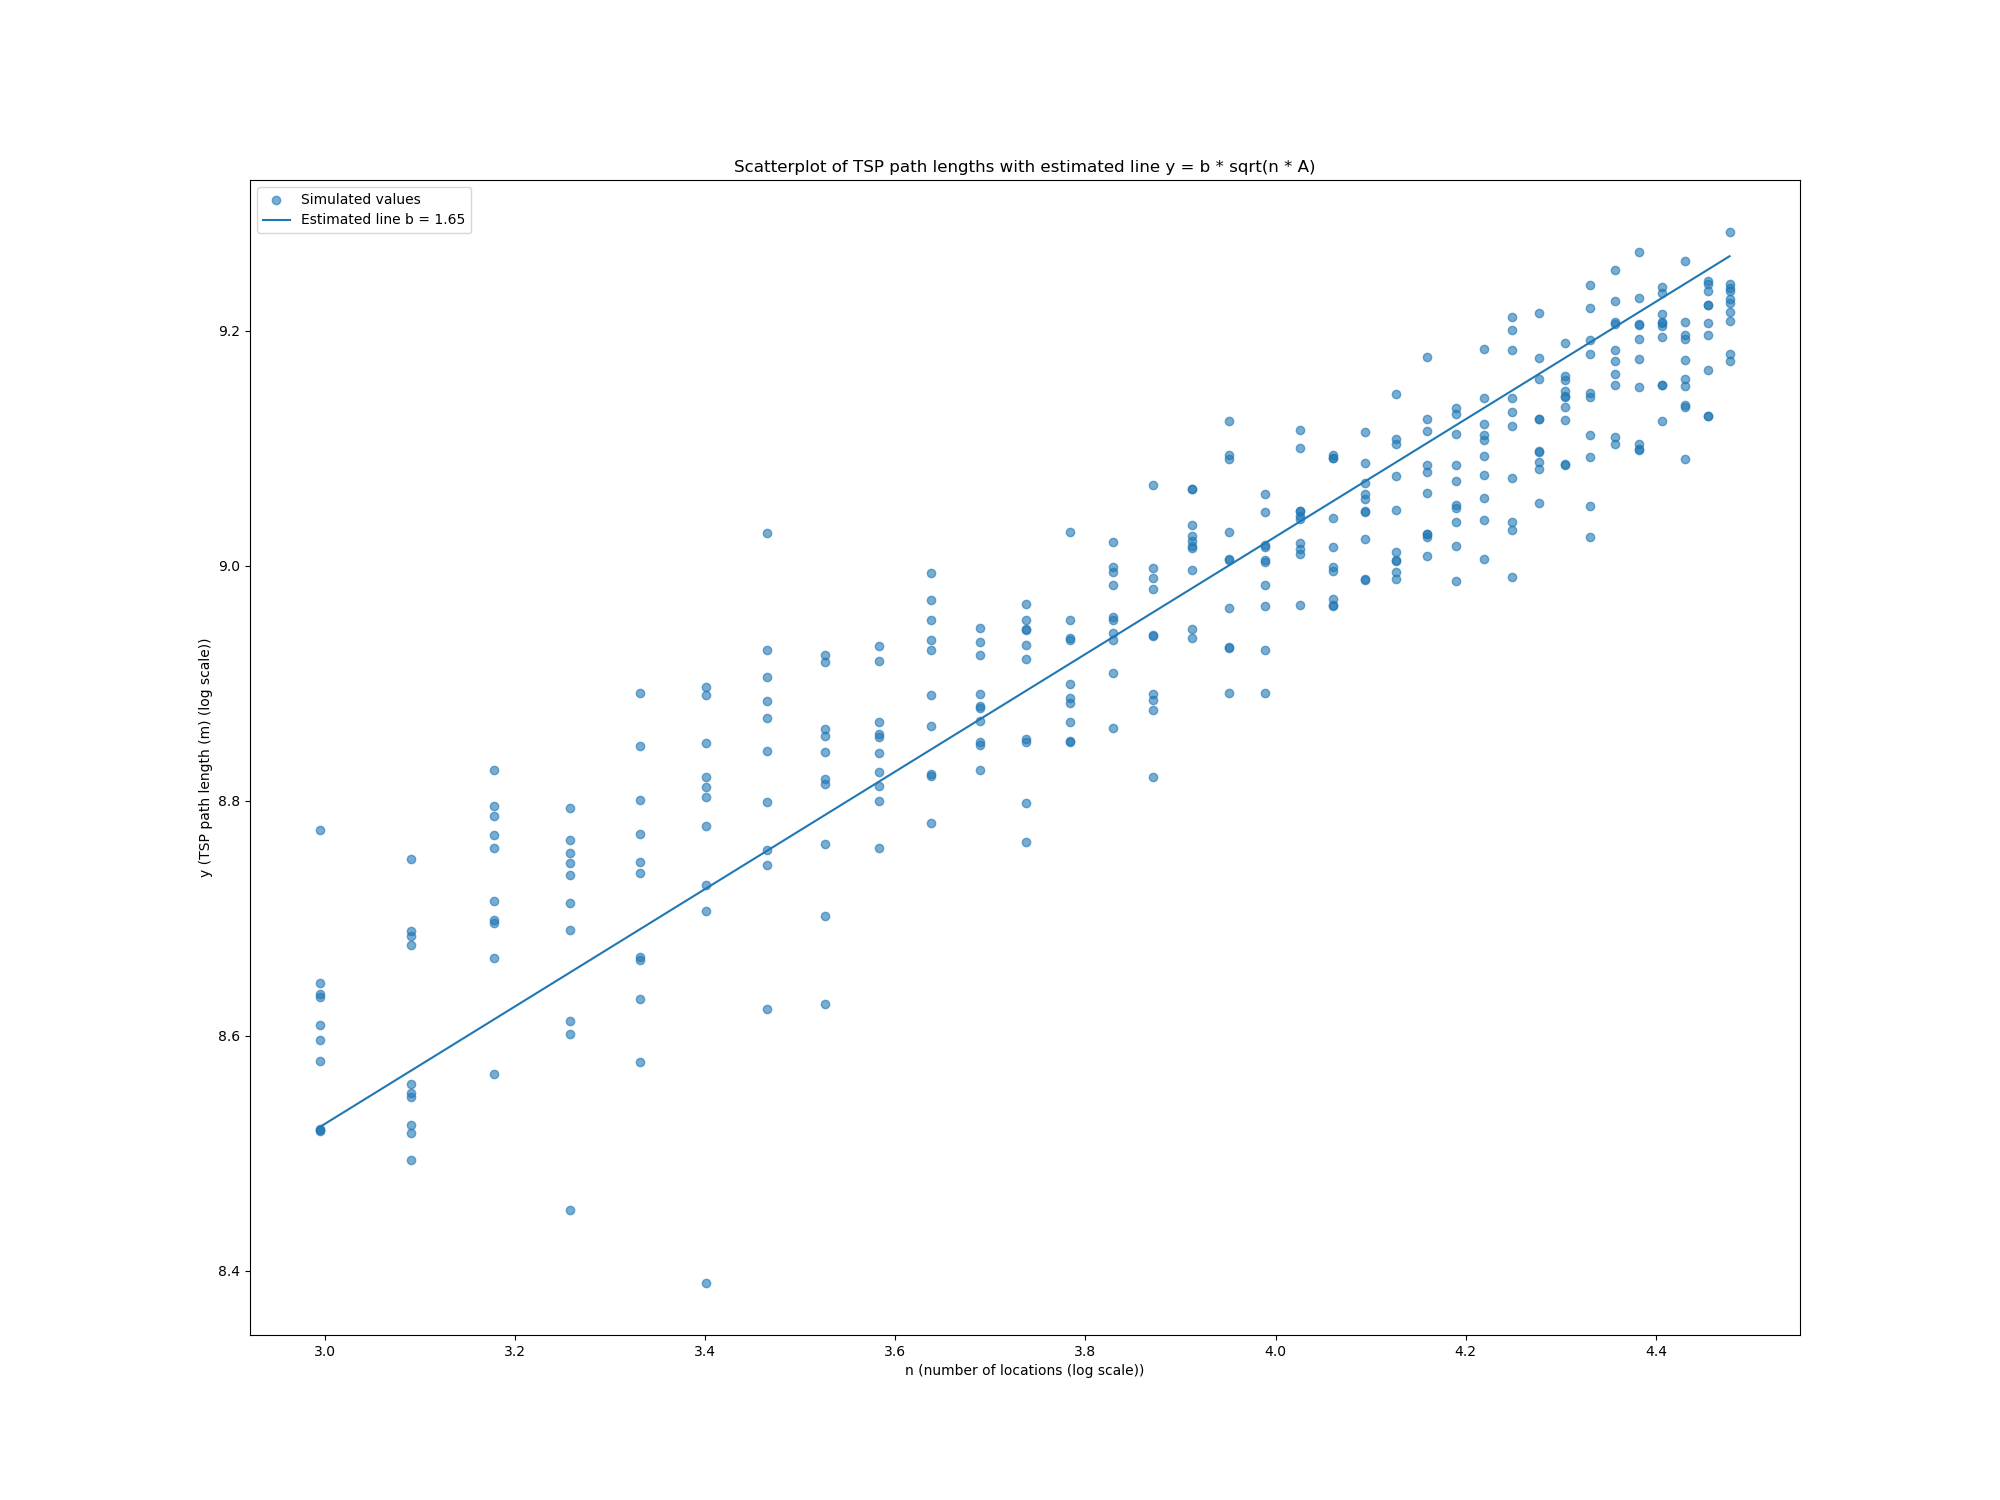 Scatterplot of TSP path lengths with estimated line y = b * sqrt(n * A)
Simulated values
Estimated line b = 1.65
y (TSP path length (m) (log scale))
9.2
9.0
8.8
8.6
8.4
3.0 3.2 3.4 3.6 3.8 4.0 4.2 4.4
n (number of locations (log scale))